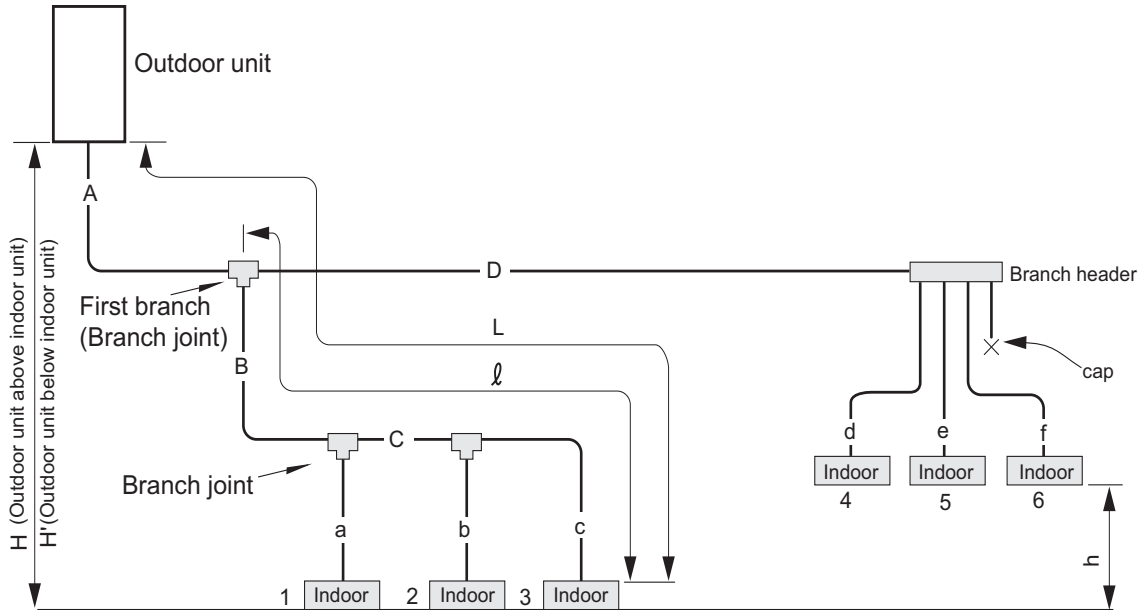 Outdoor unit
A
H (Outdoor unit above indoor unit)
H'(Outdoor unit below indoor unit)
D
Branch header
First branch
(Branch joint)
L
B
ℓ
cap
C
d
e
f
Branch joint
Indoor
Indoor
Indoor
4
5
6
a
b
c
h
1
Indoor
2
Indoor
3
Indoor